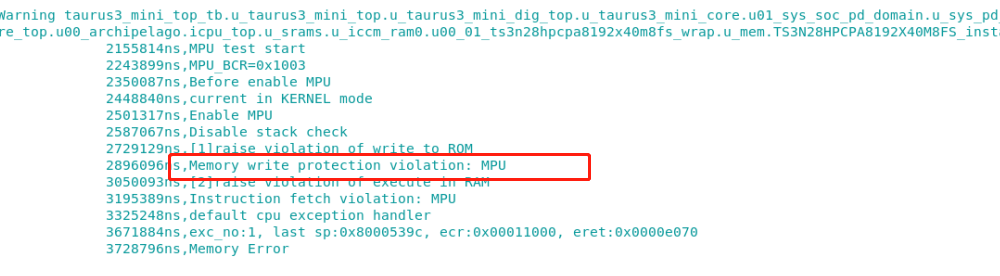 Warning taurus3_mini_top_tb.u_taurus3_mini_top.u_taurus3_mini_dig_top.u_taurus3_mini_core.u01_sys_soc_pd_domain.u_sys_pd
re_top.u00_archipelago.icpu_top.u_srams.u_iccm_ram0.u00_01_ts3n28hpcpa8192x40m8fs_wrap.u_mem.TS3N28HPCPA8192X40M8FS_inst
2155814ns,MPU test start
2243899ns,MPU_BCR=0x1003
2350087ns,Before enable MPU
2448840ns,current in KERNEL mode
2501317ns,Enable MPU
2587067ns,Disable stack check
2729129ns,[1]raise violation of write to ROM
2896096ns,Memory write protection violation: MPU
3050093ns,[2]raise violation of execute in RAM
3195389ns,Instruction fetch violation: MPU
3325248ns,default cpu exception handler
3671884ns,exc_no:1, last sp:0x8000539c, ecr:0x00011000, eret:0x0000e070
3728796ns,Memory Error